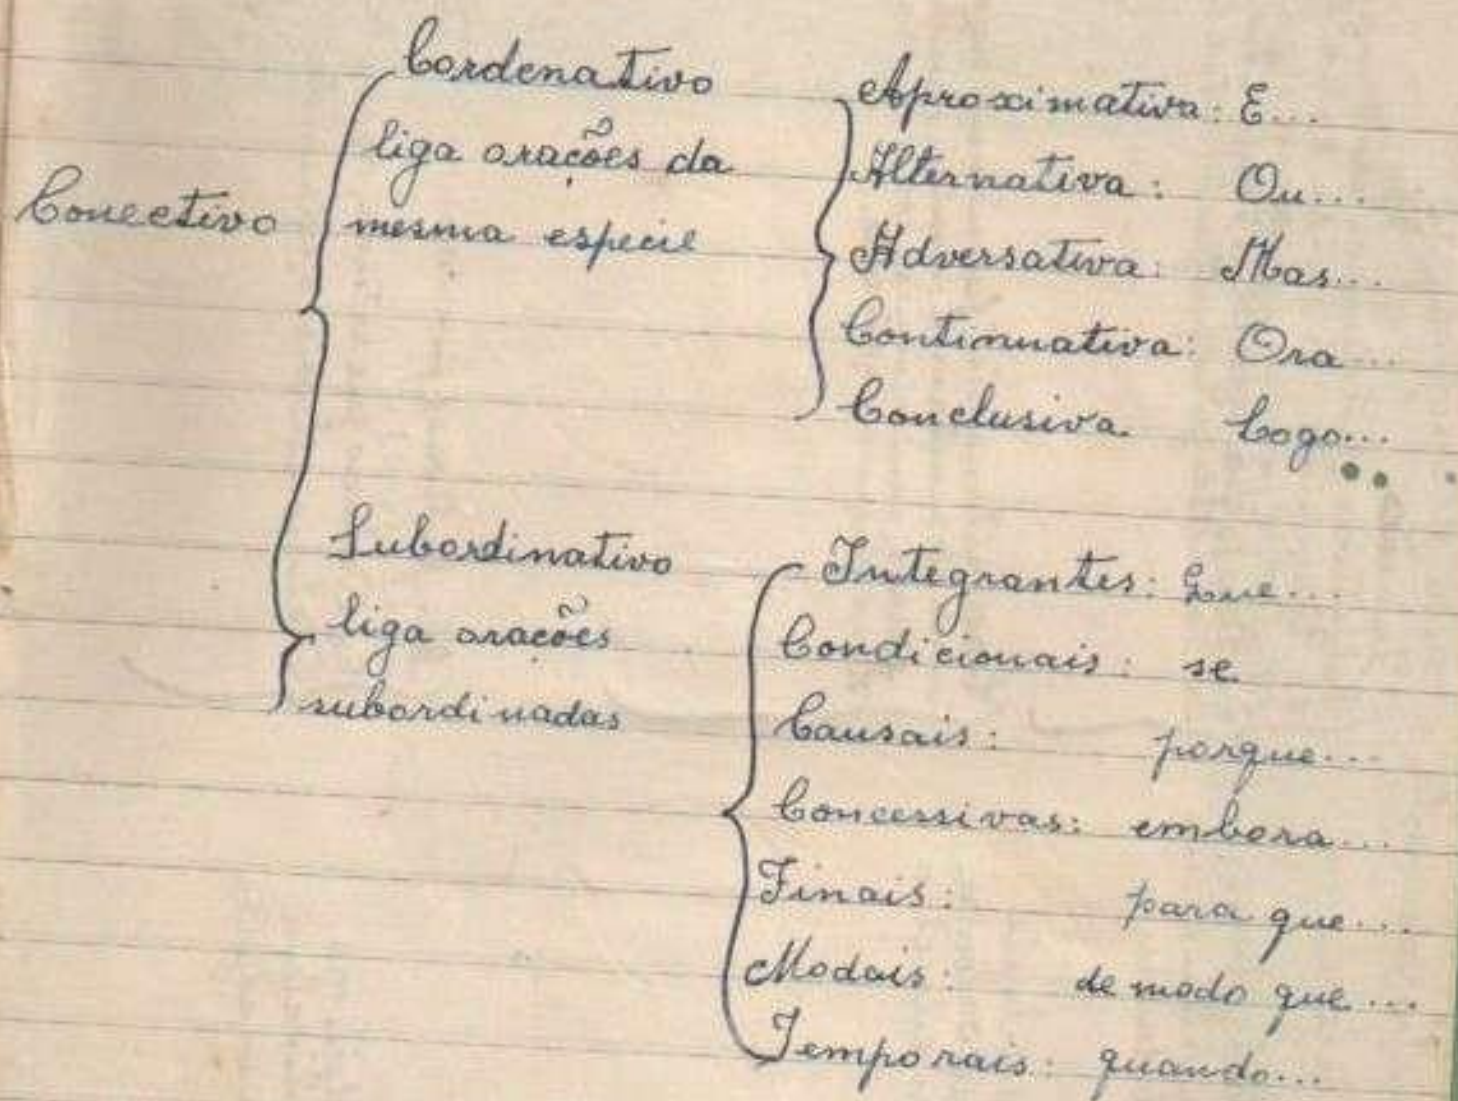 Conectivo
Cordenativo
liga orações da
mesma especie
Aproximativa: E...
Alternativa: Ou...
Adversativa: Mas...
Continuativa: Ora...
Conclusiva Logo...
Subordinativo
liga orações
subordinadas
Integrantes: Que...
Condicionais: se
Causais: porque...
Concessivas: embora...
Finais: para que...
Modais: de modo que...
Temporais: quando...